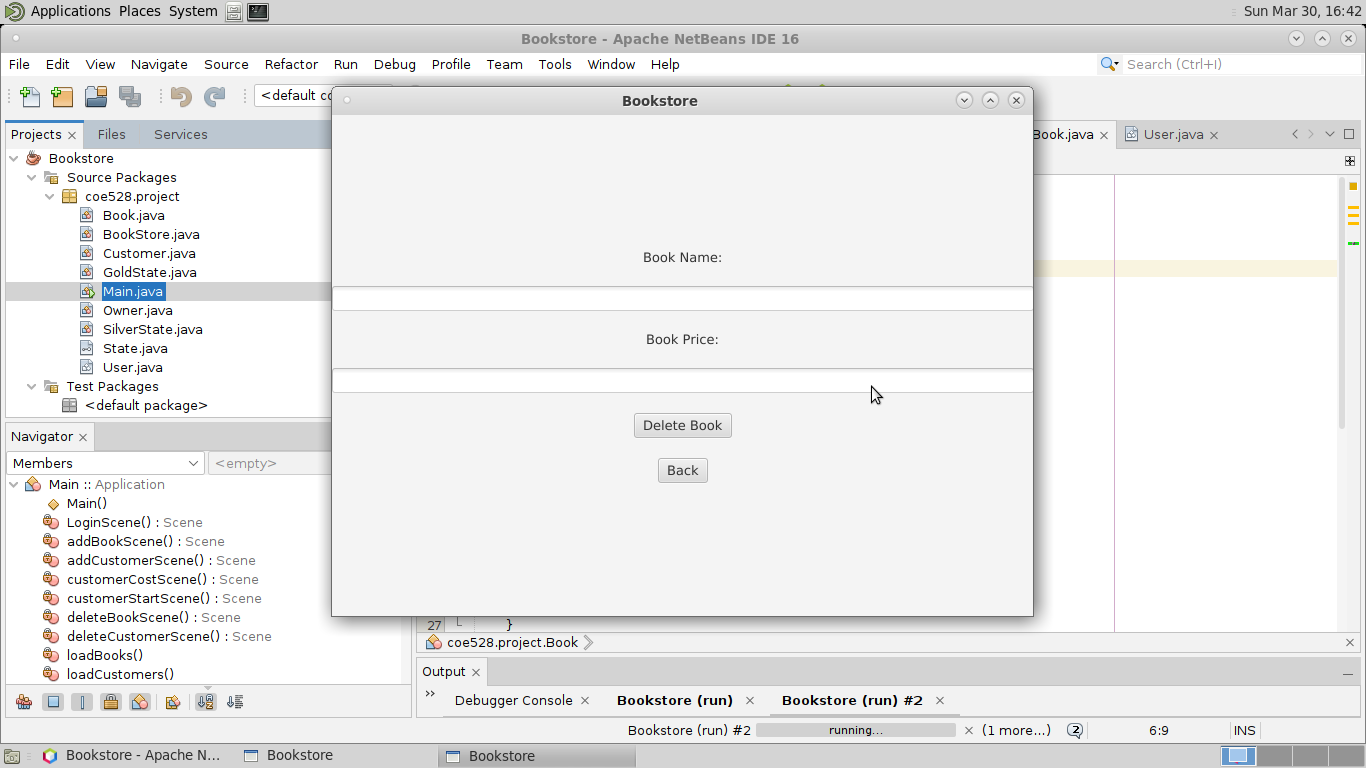 Applications Places System Sun Mar 30, 16:42
Bookstore - Apache NetBeans IDE 16
File Edit View Navigate Source Refactor Run Debug Profile Team Tools Window Help Search (Ctrl+I)
<default co
Bookstore
Projects Files Services Book.java User.java
Bookstore
Source Packages
coe528.project
Book.java
BookStore.java
Customer.java
GoldState.java
Main.java
Owner.java
SilverState.java
State.java
User.java
Test Packages
<default package>
Book Name:
Book Price:
Delete Book
Back
Navigator
Members <empty>
Main :: Application
Main()
LoginScene() : Scene
addBookScene() : Scene
addCustomerScene() : Scene
customerCostScene() : Scene
customerStartScene() : Scene
deleteBookScene() : Scene
deleteCustomerScene() : Scene
loadBooks()
loadCustomers()
27 }
coe528.project.Book
Output
Debugger Console Bookstore (run) Bookstore (run) #2
Bookstore (run) #2 running... (1 more...) 2 6:9 INS
Bookstore - Apache N... Bookstore Bookstore